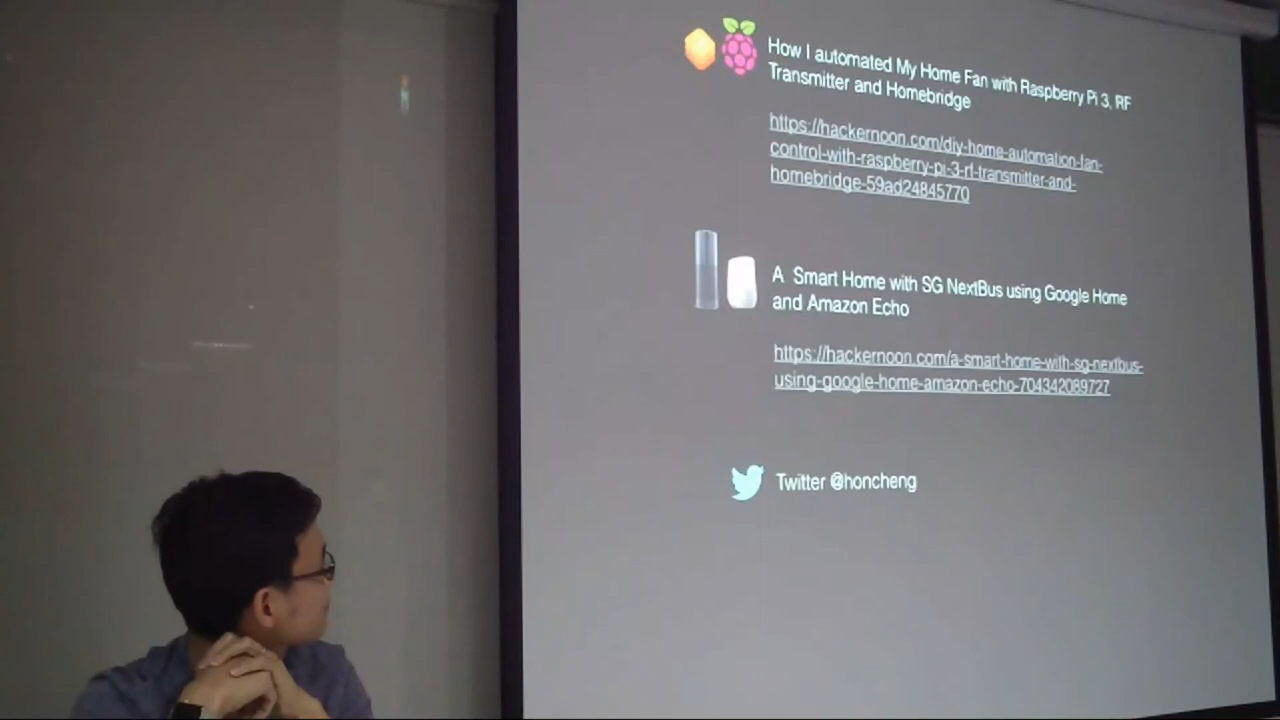 How I automated My Home Fan with Raspberry Pi 3, RF
Transmitter and Homebridge
https://hackernoon.com/diy-home-automation-fan-
control-with-raspberry-pi-3-rf-transmitter-and-
homebridge-59ad24845770
A Smart Home with SG NextBus using Google Home
and Amazon Echo
https://hackernoon.com/a-smart-home-with-sg-nextbus-
using-google-home-amazon-echo-704342089727
Twitter @honcheng